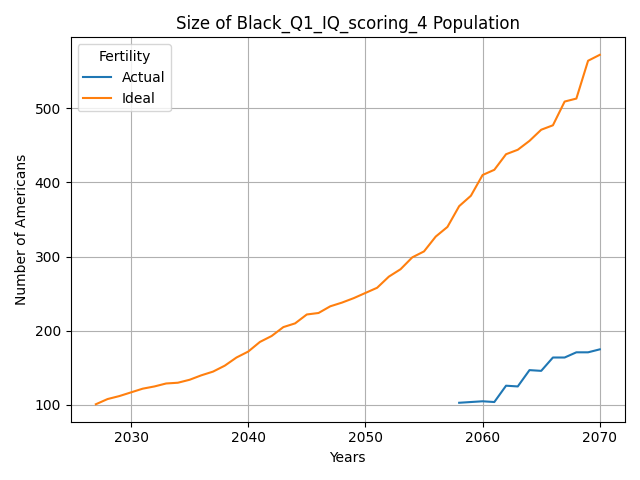 Size of Black_Q1_IQ_scoring_4 Population
Fertility
Actual
Ideal
Number of Americans
500
400
300
200
100
2030
2040
2050
2060
2070
Years